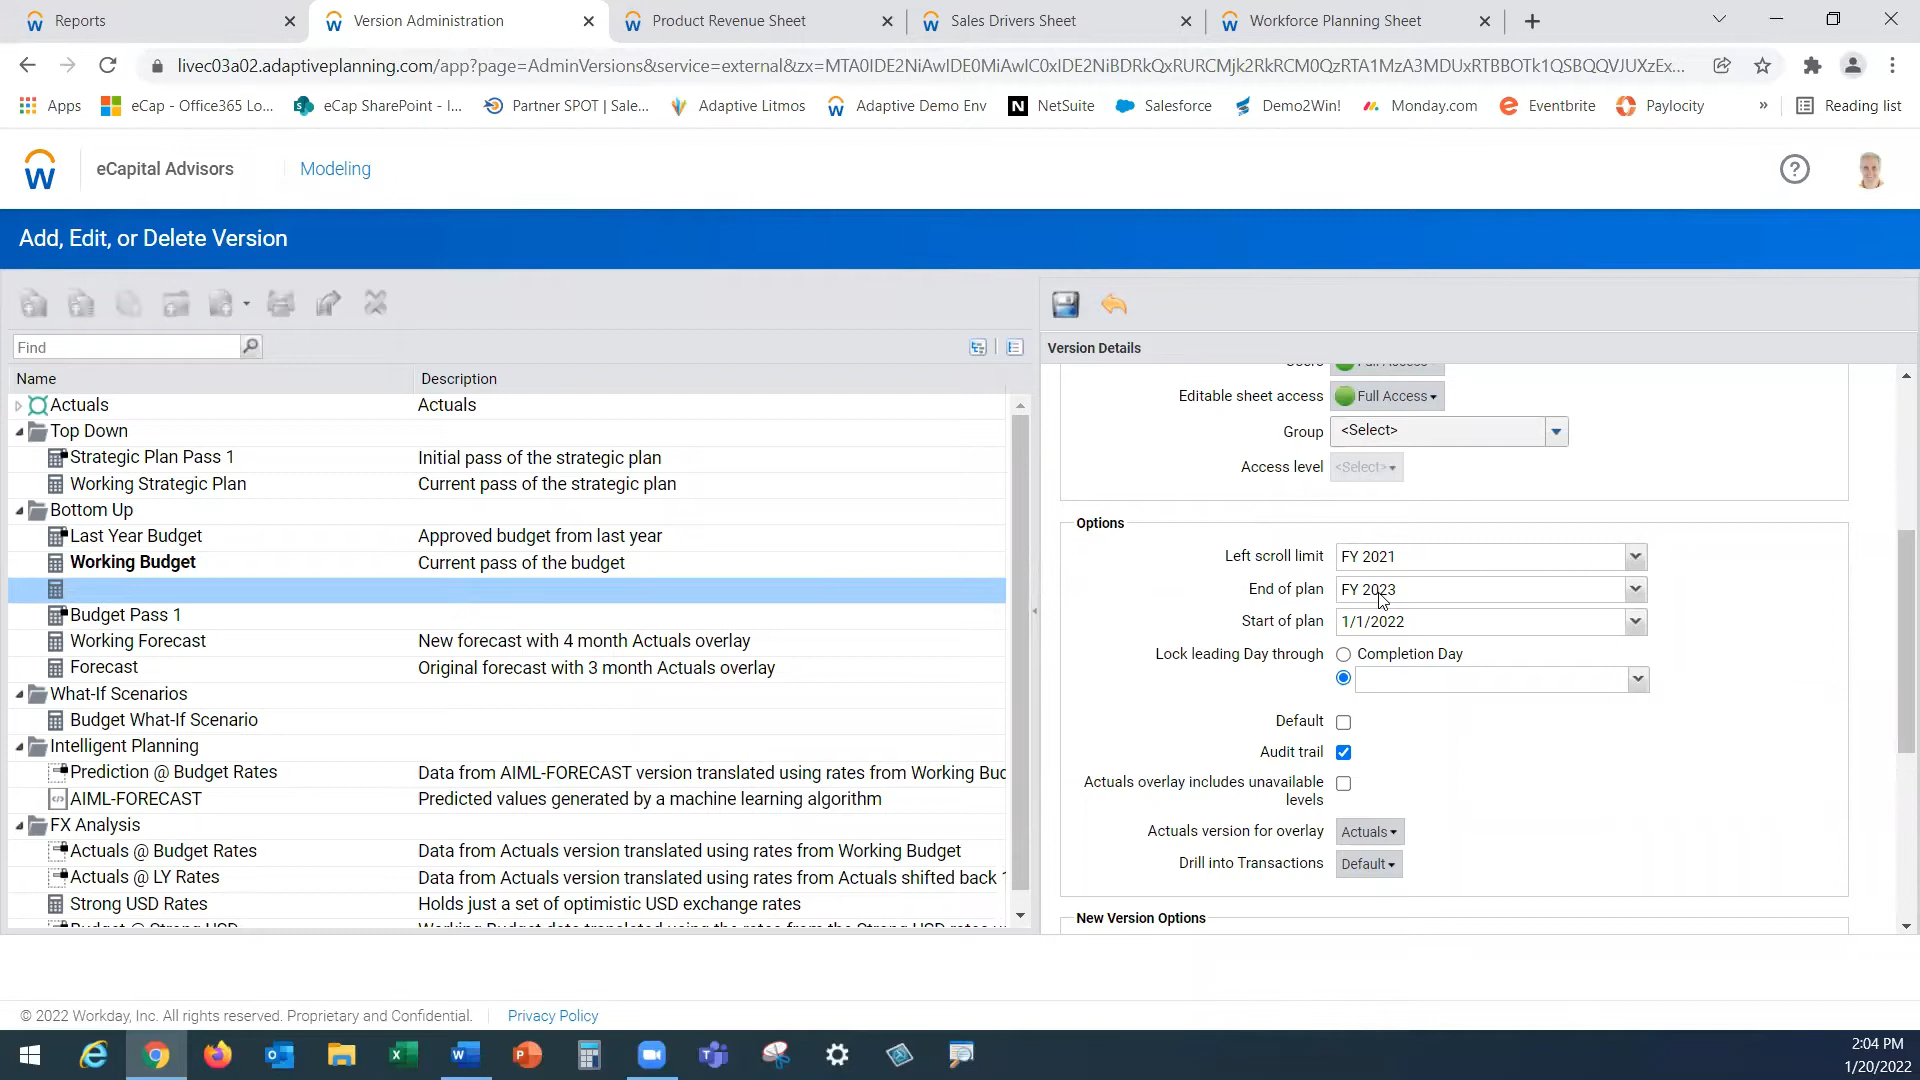 Reports
Version Administration
Product Revenue Sheet
Sales Drivers Sheet
Workforce Planning Sheet
livec03a02.adaptiveplanning.com/app?page=AdminVersions&service=external&zx=MTA0IDE2NiAwIDE0MiAwIC0xIDE2NiBDRkQxRURCMjk2RkRCM0QzRTA1MzA3MDUxRTBBOTk1QSBQQVJUXzEx...
Apps
eCap - Office365 Lo...
eCap SharePoint - I...
Partner SPOT | Sale...
Adaptive Litmos
Adaptive Demo Env
NetSuite
Salesforce
Demo2Win!
Monday.com
Eventbrite
Paylocity
»
Reading list
eCapital Advisors
Modeling
Add, Edit, or Delete Version
Find
Name
Description
Actuals
Actuals
Top Down
Strategic Plan Pass 1
Initial pass of the strategic plan
Working Strategic Plan
Current pass of the strategic plan
Bottom Up
Last Year Budget
Approved budget from last year
Working Budget
Current pass of the budget
Budget Pass 1
Working Forecast
New forecast with 4 month Actuals overlay
Forecast
Original forecast with 3 month Actuals overlay
What-If Scenarios
Budget What-If Scenario
Intelligent Planning
Prediction @ Budget Rates
Data from AIML-FORECAST version translated using rates from Working Bud
AIML-FORECAST
Predicted values generated by a machine learning algorithm
FX Analysis
Actuals @ Budget Rates
Data from Actuals version translated using rates from Working Budget
Actuals @ LY Rates
Data from Actuals version translated using rates from Actuals shifted back 1
Strong USD Rates
Holds just a set of optimistic USD exchange rates
Version Details
Full Access
Editable sheet access
Full Access
Group
<Select>
Access level
<Select>
Options
Left scroll limit
FY 2021
End of plan
FY 2023
Start of plan
1/1/2022
Lock leading Day through
Completion Day
Default
Audit trail
Actuals overlay includes unavailable
levels
Actuals version for overlay
Actuals
Drill into Transactions
Default
New Version Options
© 2022 Workday, Inc. All rights reserved. Proprietary and Confidential.
Privacy Policy
2:04 PM
1/20/2022